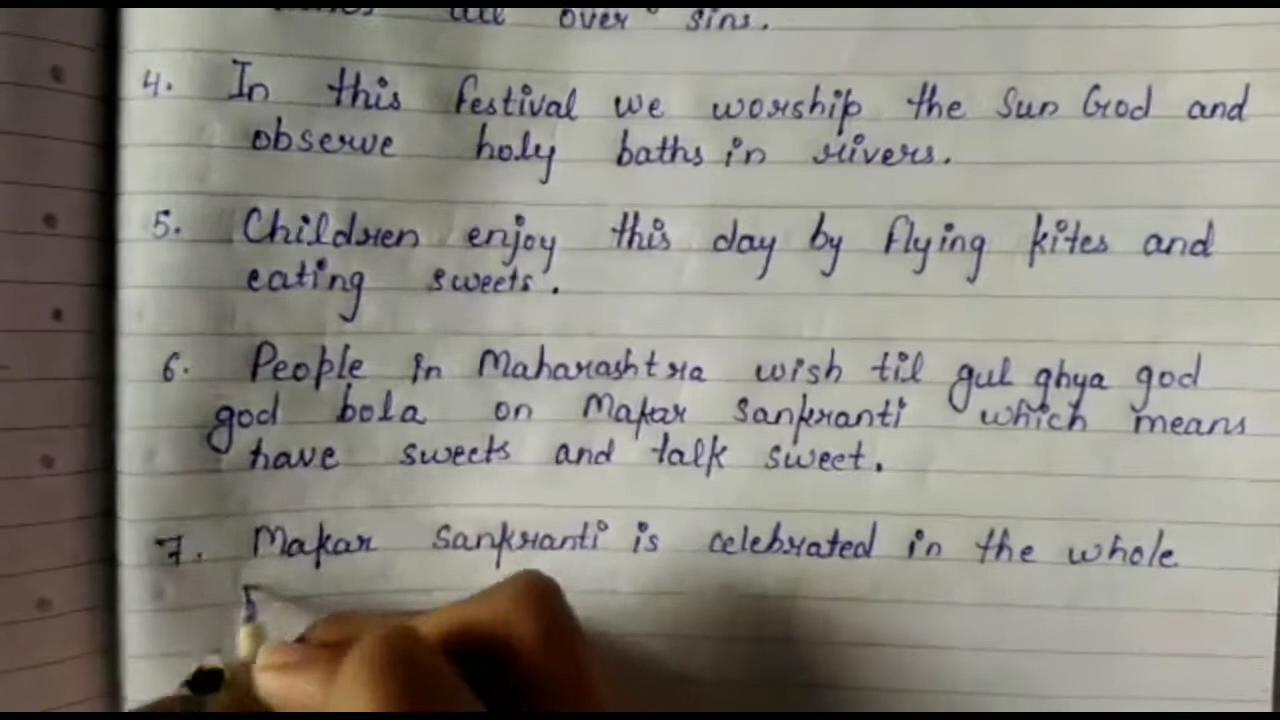 all over sins.
4. In this festival we worship the Sun God and
observe holy baths in rivers.
5. Children enjoy this day by flying kites and
eating sweets.
6. People in Maharashtra wish til gul ghya god
god bola on Makar Sankranti which means
have sweets and talk sweet.
7. Makar Sankranti is celebrated in the whole